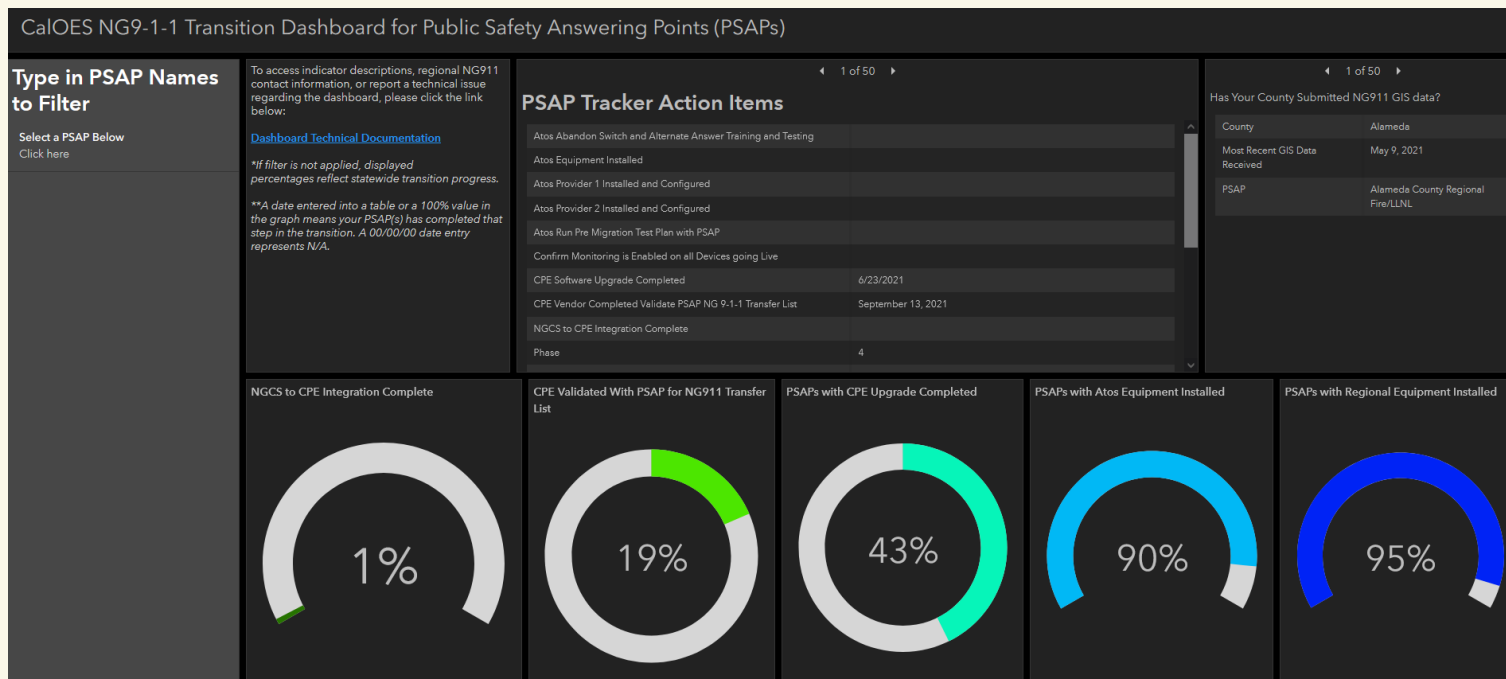 CalOES NG9-1-1 Transition Dashboard for Public Safety Answering Points (PSAPs)
Type in PSAP Names
to Filter
Select a PSAP Below
Click here
To access indicator descriptions, regional NG911
contact information, or report a technical issue
regarding the dashboard, please click the link
below:
Dashboard Technical Documentation
*If filter is not applied, displayed
percentages reflect statewide transition progress.
**A date entered into a table or a 100% value in
the graph means your PSAP(s) has completed that
step in the transition. A 00/00/00 date entry
represents N/A.
1 of 50
PSAP Tracker Action Items
Atos Abandon Switch and Alternate Answer Training and Testing
Atos Equipment Installed
Atos Provider 1 Installed and Configured
Atos Provider 2 Installed and Configured
Atos Run Pre Migration Test Plan with PSAP
Confirm Monitoring is Enabled on all Devices going Live
CPE Software Upgrade Completed 6/23/2021
CPE Vendor Completed Validate PSAP NG 9-1-1 Transfer List September 13, 2021
NGCS to CPE Integration Complete
Phase 4
1 of 50
Has Your County Submitted NG911 GIS data?
County Alameda
Most Recent GIS Data May 9, 2021
Received
PSAP Alameda County Regional
Fire/LLNL
NGCS to CPE Integration Complete
1%
CPE Validated With PSAP for NG911 Transfer
List
19%
PSAPs with CPE Upgrade Completed
43%
PSAPs with Atos Equipment Installed
90%
PSAPs with Regional Equipment Installed
95%